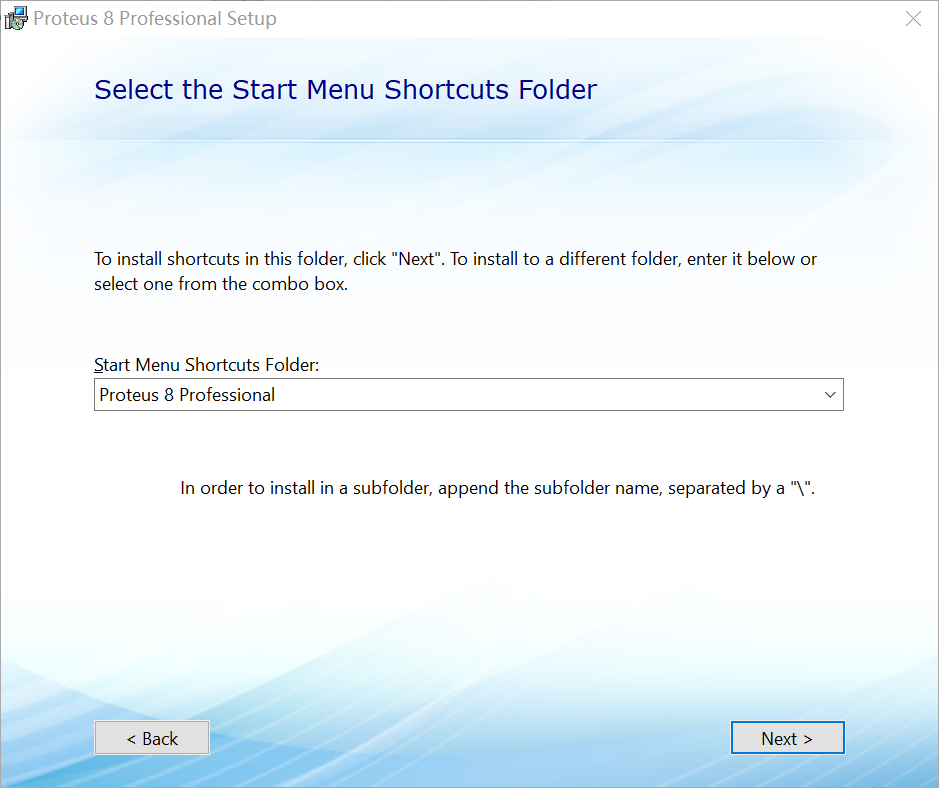 Proteus 8 Professional Setup
Select the Start Menu Shortcuts Folder
To install shortcuts in this folder, click "Next". To install to a different folder, enter it below or
select one from the combo box.
Start Menu Shortcuts Folder:
Proteus 8 Professional
In order to install in a subfolder, append the subfolder name, separated by a "\".
< Back
Next >